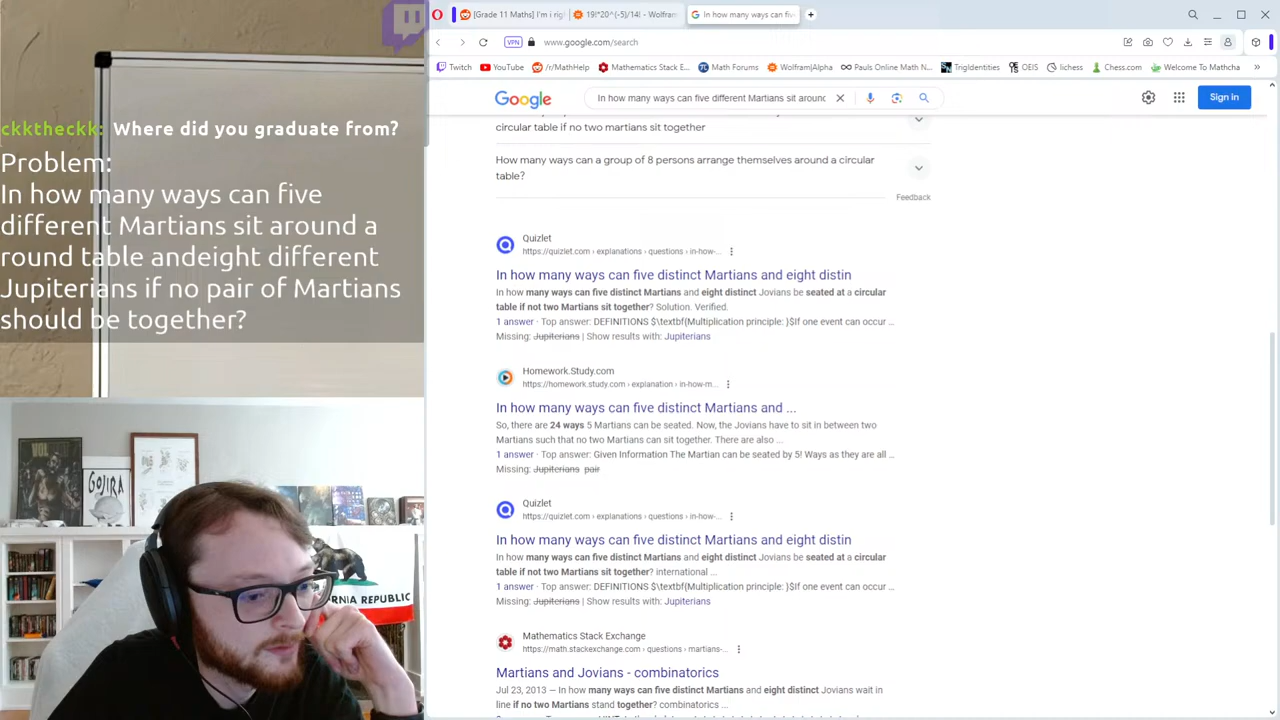 [Grade 11 Maths] I'm i rig
19!*20^(-5)/14! - Wolfram
In how many ways can five
VPN
www.google.com/search
Twitch
YouTube
/r/MathHelp
Mathematics Stack E...
Math Forums
Wolfram|Alpha
Pauls Online Math N...
TrigIdentities
OEIS
lichess
Chess.com
Welcome To Mathcha
Google
In how many ways can five different Martians sit around
Sign in
circular table if no two martians sit together
How many ways can a group of 8 persons arrange themselves around a circular
table?
Feedback
Quizlet
https://quizlet.com › explanations › questions › in-how-...
In how many ways can five distinct Martians and eight distin
In how many ways can five distinct Martians and eight distinct Jovians be seated at a circular
table if not two Martians sit together? Solution. Verified.
1 answer · Top answer: DEFINITIONS $\textbf{Multiplication principle: }$If one event can occur ...
Missing: Jupiterians | Show results with: Jupiterians
Homework.Study.com
https://homework.study.com › explanation › in-how-m...
In how many ways can five distinct Martians and ...
So, there are 24 ways 5 Martians can be seated. Now, the Jovians have to sit in between two
Martians such that no two Martians can sit together. There are also ...
1 answer · Top answer: Given Information The Martian can be seated by 5! Ways as they are all ...
Missing: Jupiterians pair
Quizlet
https://quizlet.com › explanations › questions › in-how-...
In how many ways can five distinct Martians and eight distin
In how many ways can five distinct Martians and eight distinct Jovians be seated at a circular
table if not two Martians sit together? international ...
1 answer · Top answer: DEFINITIONS $\textbf{Multiplication principle: }$If one event can occur ...
Missing: Jupiterians | Show results with: Jupiterians
Mathematics Stack Exchange
https://math.stackexchange.com › questions › martians-...
Martians and Jovians - combinatorics
Jul 23, 2013 — In how many ways can five distinct Martians and eight distinct Jovians wait in
line if no two Martians stand together? combinatorics ...
ckktheckk: Where did you graduate from?
Problem:
In how many ways can five
different Martians sit around a
round table andeight different
Jupiterians if no pair of Martians
should be together?
VOL
GOJIRA
RNIA REPUBLIC